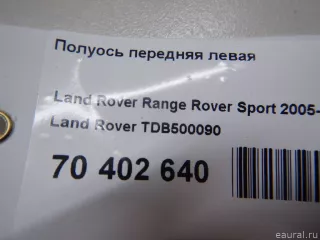 Полуось передняя левая
Land Rover Range Rover Sport 2005-
Land Rover TDB500090
70 402 640
eaural.ru